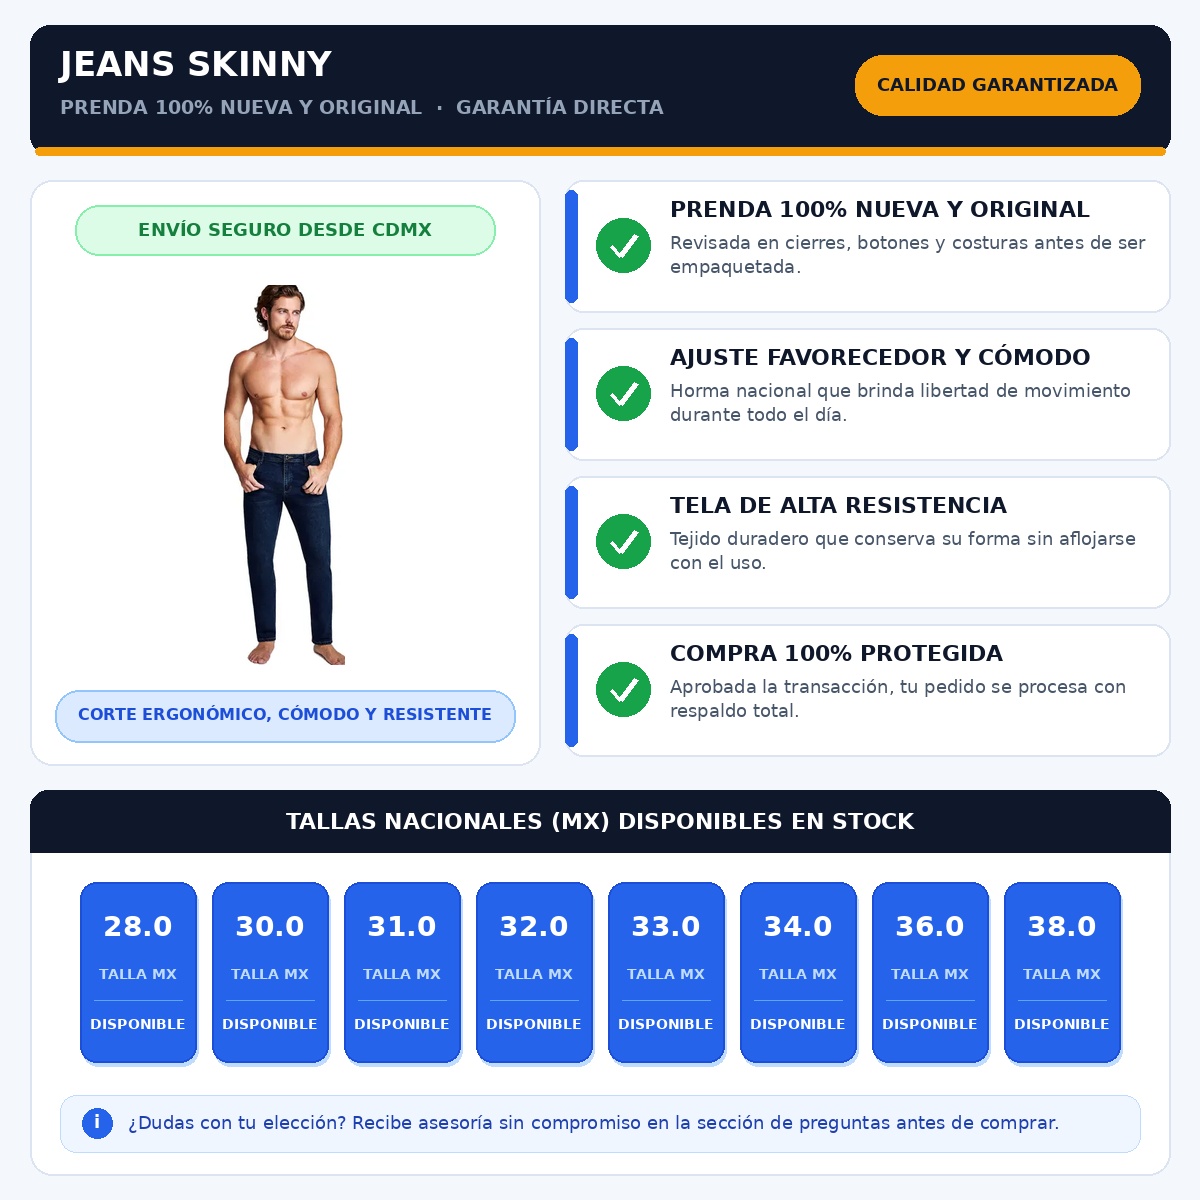 JEANS SKINNY
PRENDA 100% NUEVA Y ORIGINAL · GARANTÍA DIRECTA
CALIDAD GARANTIZADA
ENVÍO SEGURO DESDE CDMX
CORTE ERGONÓMICO, CÓMODO Y RESISTENTE
PRENDA 100% NUEVA Y ORIGINAL
Revisada en cierres, botones y costuras antes de ser
empaquetada.
AJUSTE FAVORECEDOR Y CÓMODO
Horma nacional que brinda libertad de movimiento
durante todo el día.
TELA DE ALTA RESISTENCIA
Tejido duradero que conserva su forma sin aflojarse
con el uso.
COMPRA 100% PROTEGIDA
Aprobada la transacción, tu pedido se procesa con
respaldo total.
TALLAS NACIONALES (MX) DISPONIBLES EN STOCK
28.0 30.0 31.0 32.0 33.0 34.0 36.0 38.0
TALLA MX TALLA MX TALLA MX TALLA MX TALLA MX TALLA MX TALLA MX TALLA MX
DISPONIBLE DISPONIBLE DISPONIBLE DISPONIBLE DISPONIBLE DISPONIBLE DISPONIBLE DISPONIBLE
i ¿Dudas con tu elección? Recibe asesoría sin compromiso en la sección de preguntas antes de comprar.